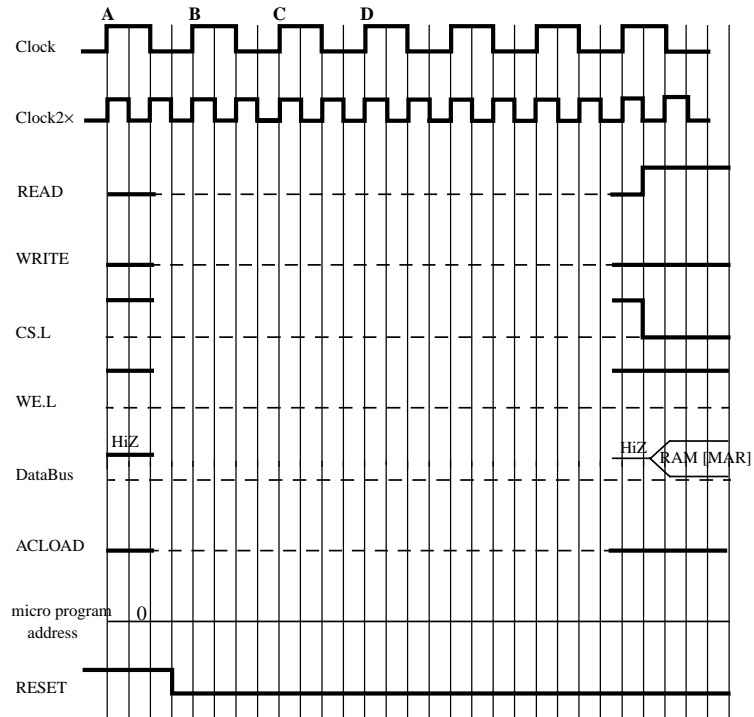 A B C D
Clock
Clock2×
READ
WRITE
CS.L
WE.L
HiZ
HiZ
RAM [MAR]
DataBus
ACLOAD
micro program
address
0
RESET